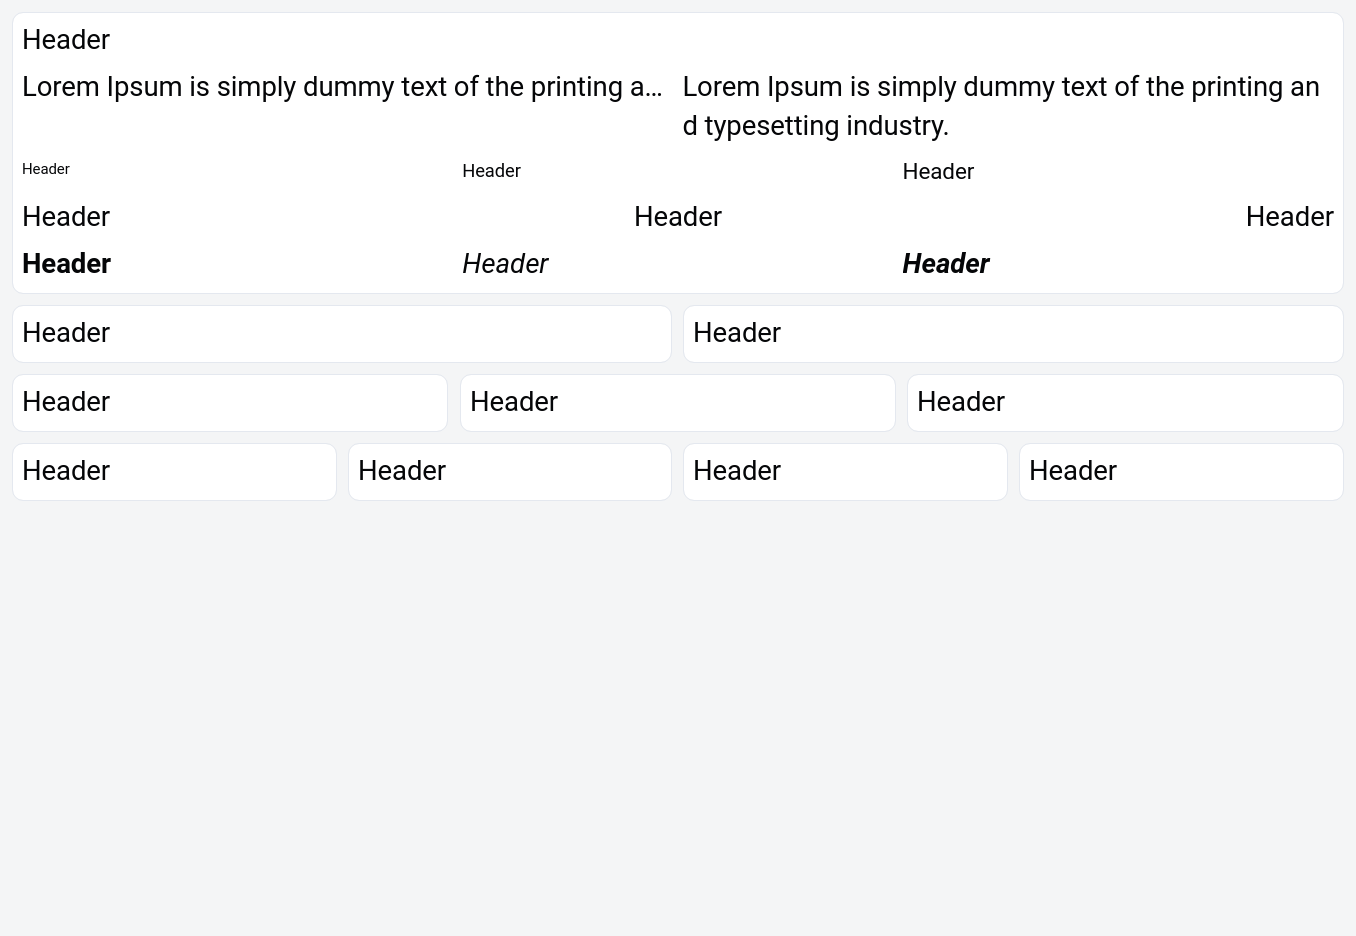 Header
Lorem Ipsum is simply dummy text of the printing a...
Lorem Ipsum is simply dummy text of the printing an
d typesetting industry.
Header Header Header
Header Header Header
Header Header Header
Header Header
Header Header Header
Header Header Header Header